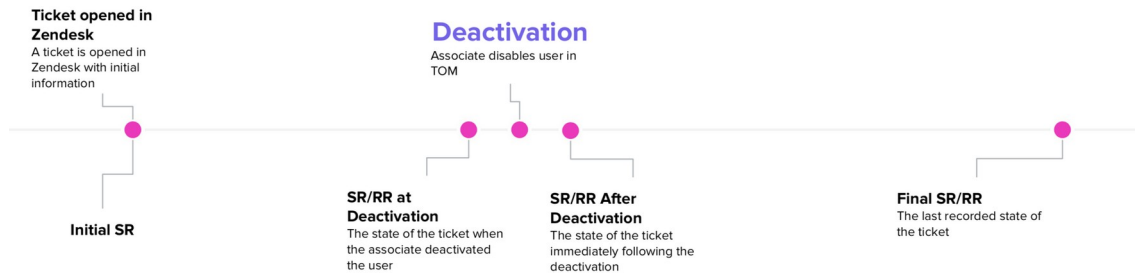 Ticket opened in
Zendesk
A ticket is opened in
Zendesk with initial
information
Deactivation
Associate disables user in
TOM
Initial SR
SR/RR at
Deactivation
The state of the ticket when
the associate deactivated
the user
SR/RR After
Deactivation
The state of the ticket
immediately following the
deactivation
Final SR/RR
The last recorded state of
the ticket